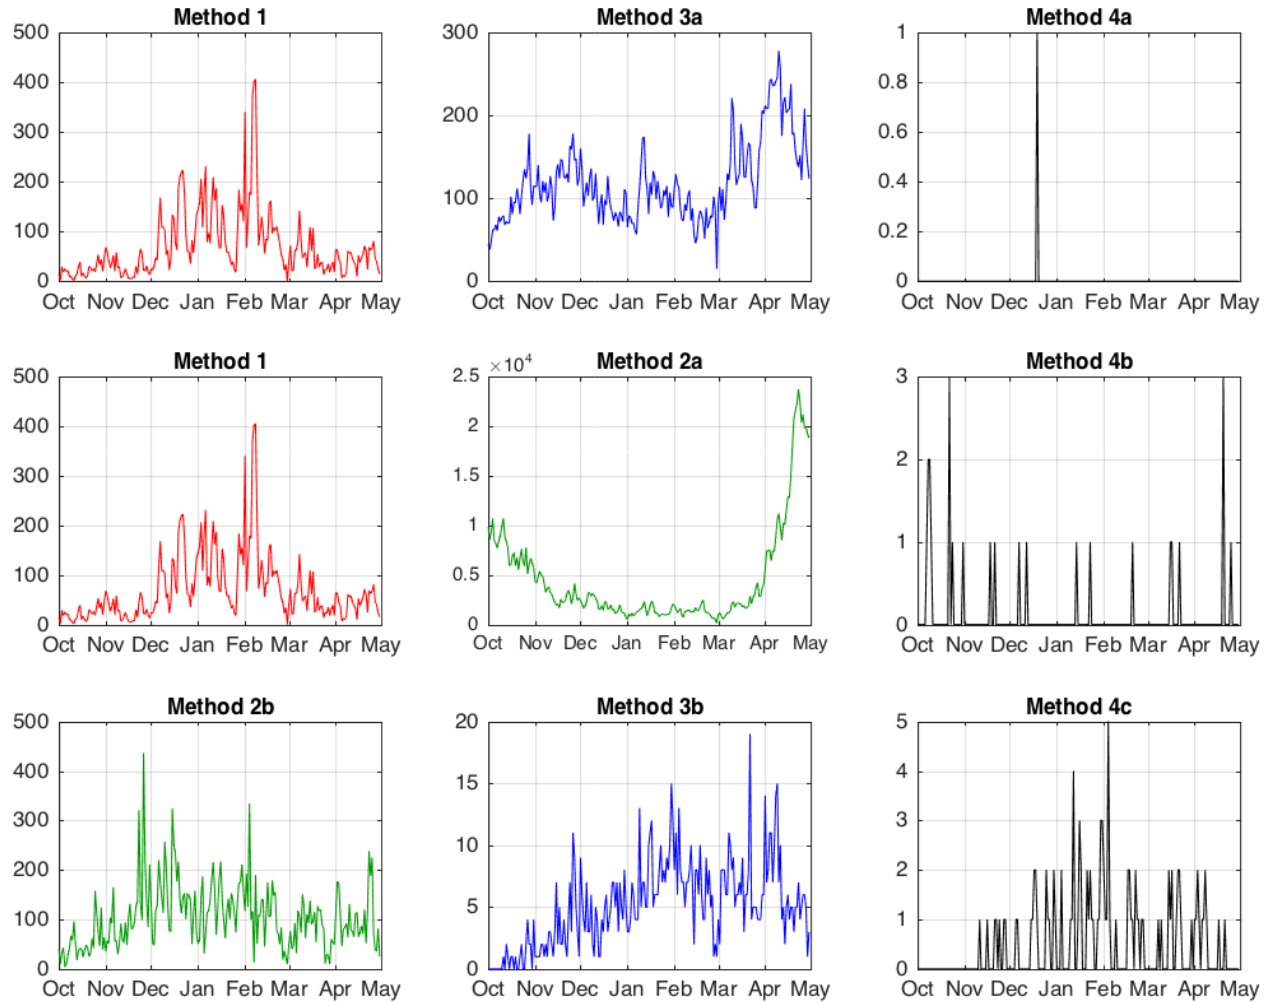 Method 1
500
400
300
200
100
0
Oct Nov Dec Jan Feb Mar Apr May
Method 3a
300
200
100
0
Oct Nov Dec Jan Feb Mar Apr May
Method 4a
1
0.8
0.6
0.4
0.2
0
Oct Nov Dec Jan Feb Mar Apr May
Method 1
500
400
300
200
100
0
Oct Nov Dec Jan Feb Mar Apr May
Method 2a
×10⁴
2.5
2
1.5
1
0.5
0
Oct Nov Dec Jan Feb Mar Apr May
Method 4b
3
2
1
0
Oct Nov Dec Jan Feb Mar Apr May
Method 2b
500
400
300
200
100
0
Oct Nov Dec Jan Feb Mar Apr May
Method 3b
20
15
10
5
0
Oct Nov Dec Jan Feb Mar Apr May
Method 4c
5
4
3
2
1
0
Oct Nov Dec Jan Feb Mar Apr May